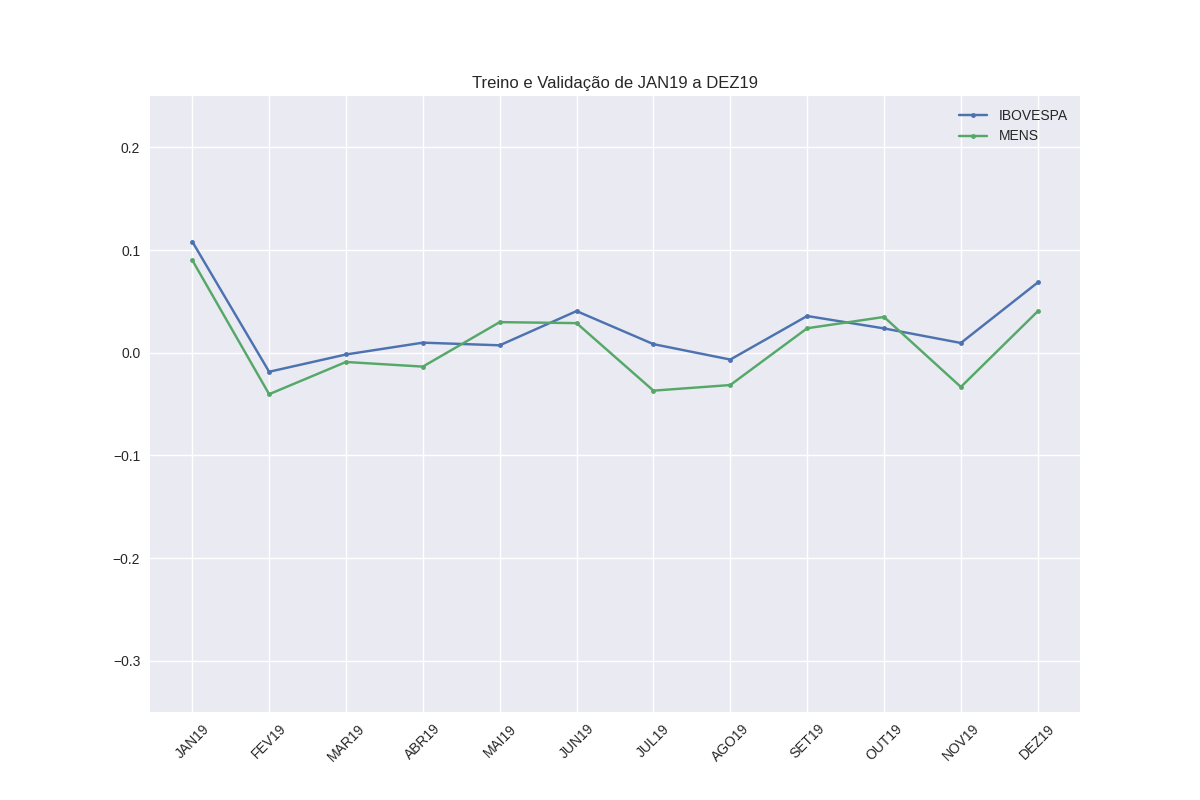 Treino e Validação de JAN19 a DEZ19
IBOVESPA
MENS
0.2
0.1
0.0
−0.1
−0.2
−0.3
JAN19
FEV19
MAR19
ABR19
MAI19
JUN19
JUL19
AGO19
SET19
OUT19
NOV19
DEZ19